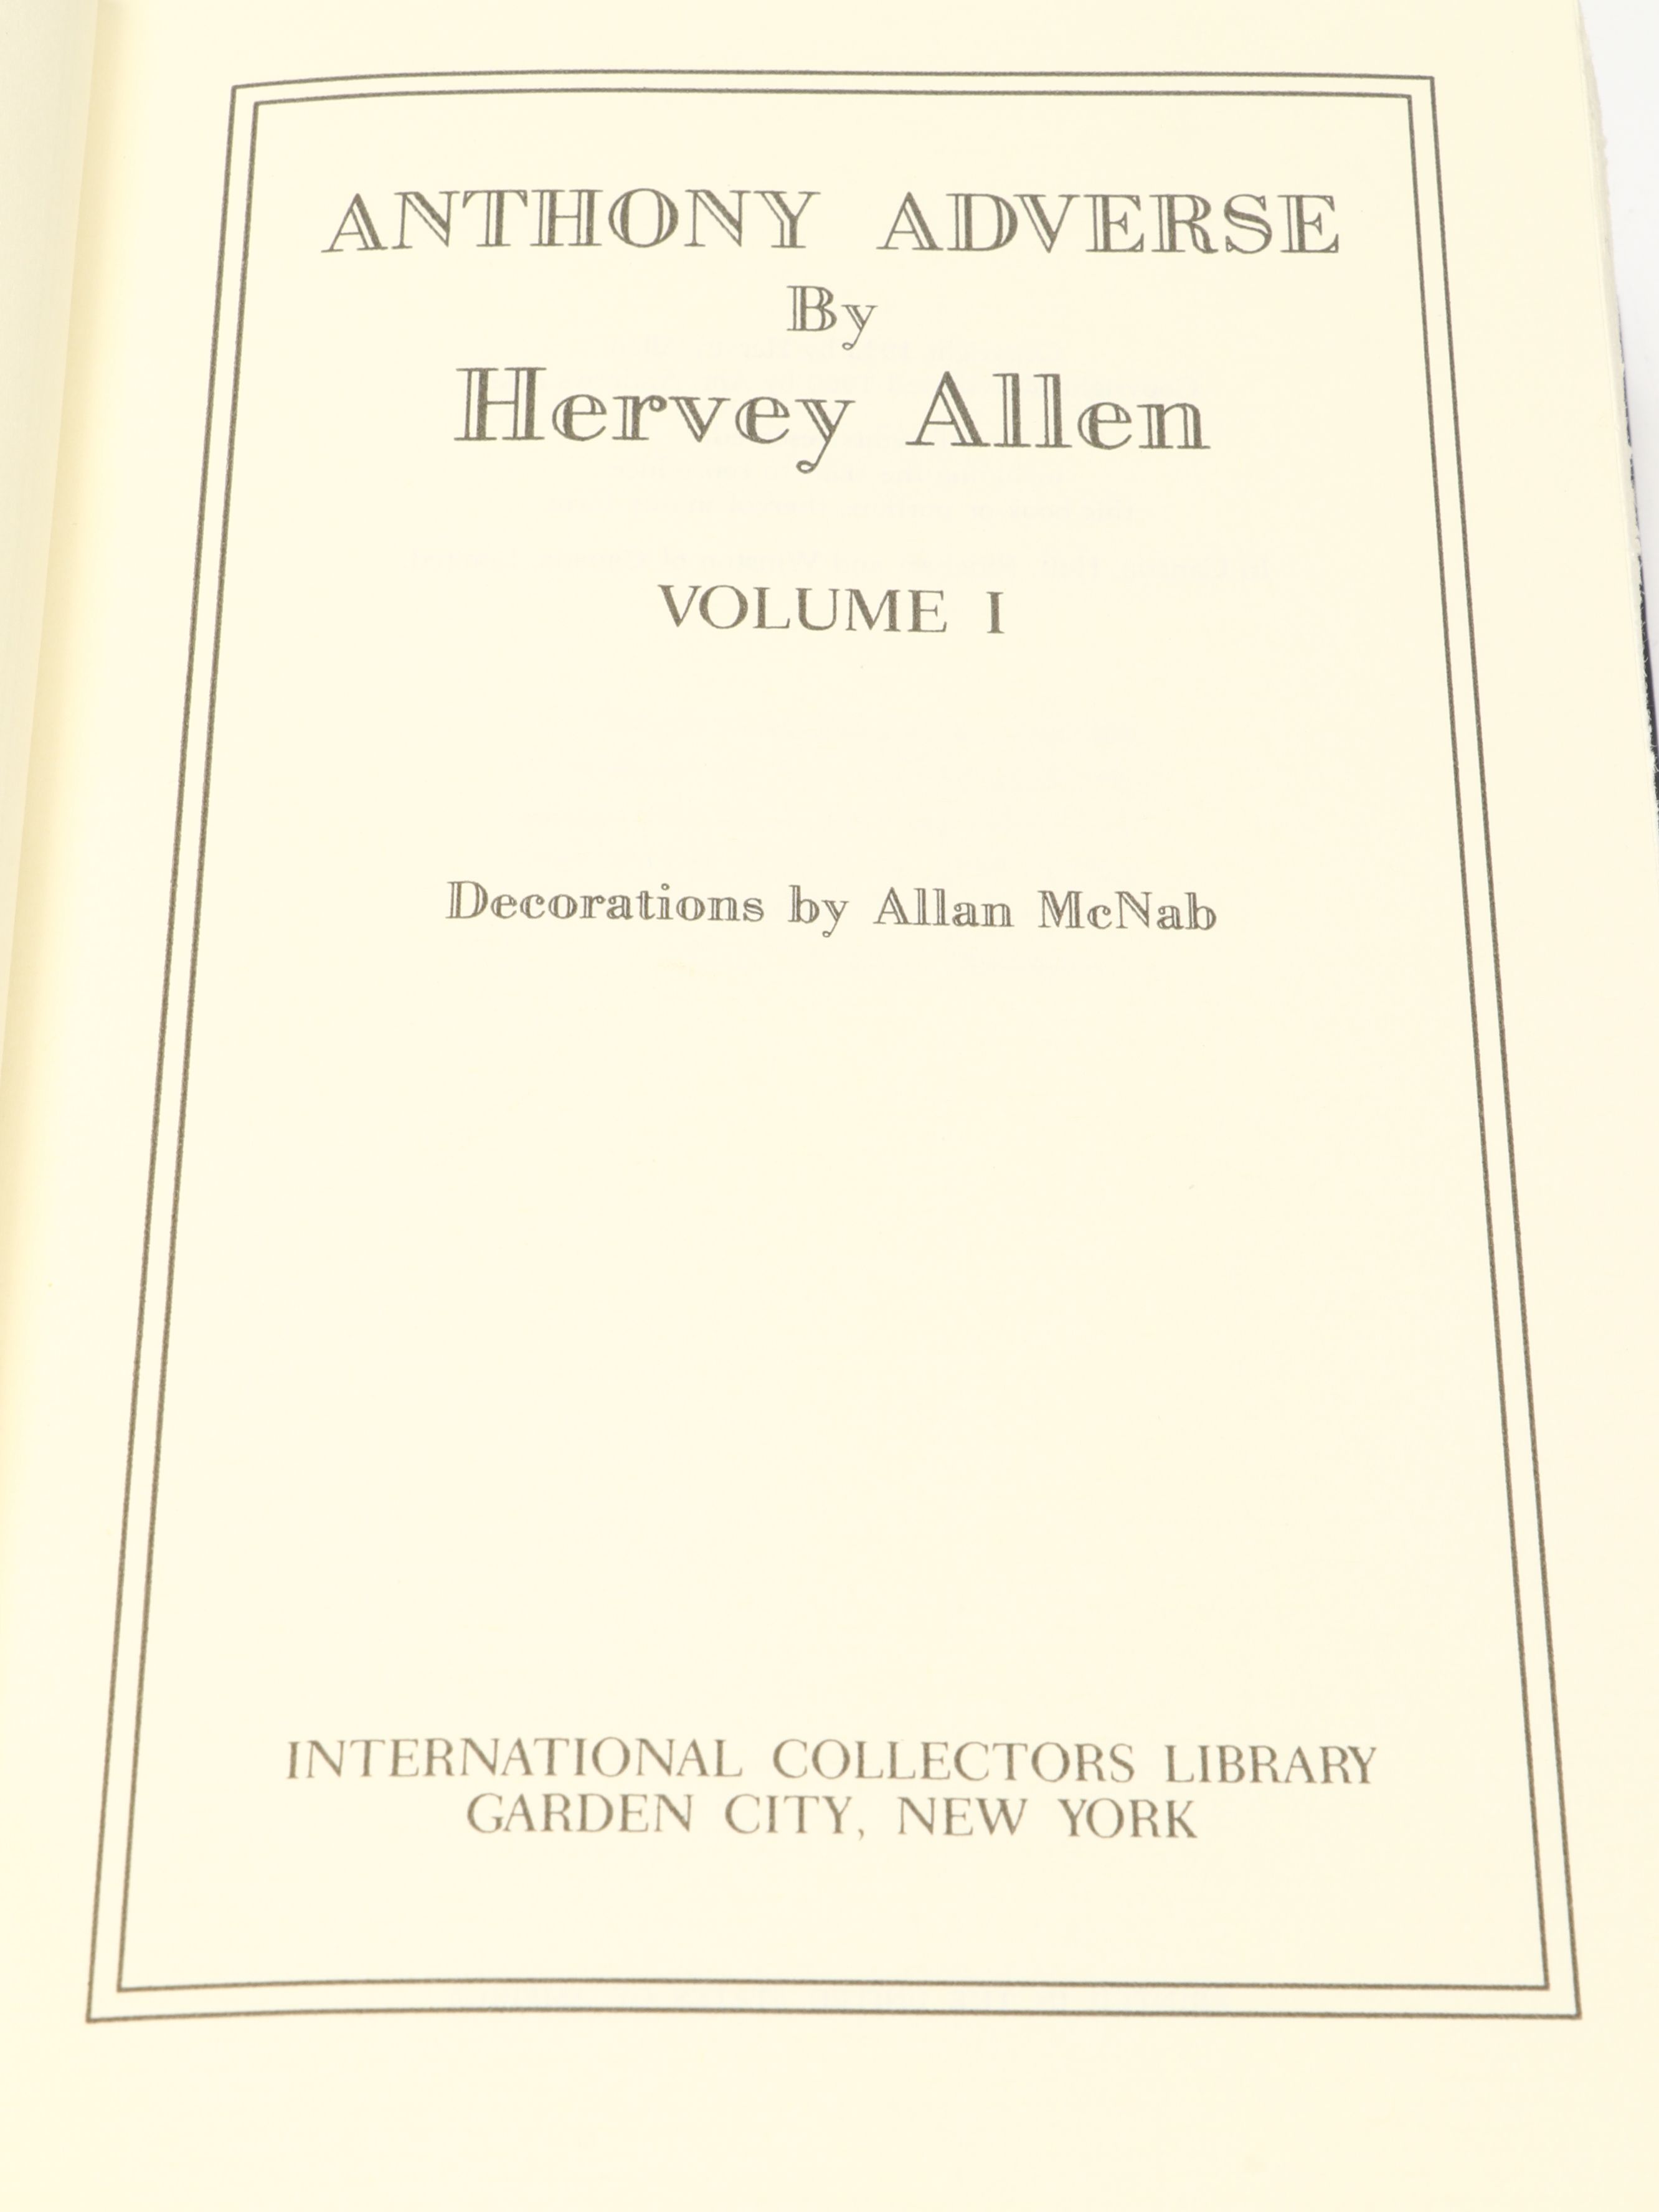 ANTHONY ADVERSE
By
Hervey Allen
VOLUME I
Decorations by Allan McNab
INTERNATIONAL COLLECTORS LIBRARY
GARDEN CITY, NEW YORK